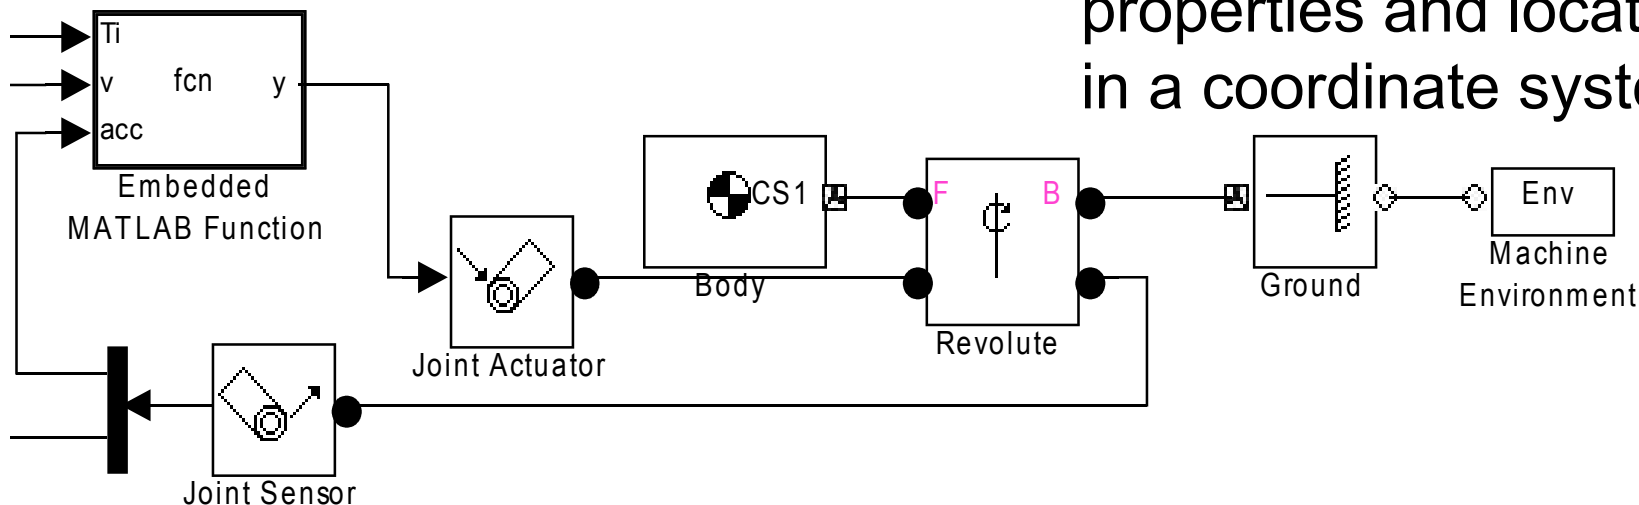 properties and locat
in a coordinate syst
Ti
v
acc
fcn
y
Embedded
MATLAB Function
CS1
Body
F
B
Revolute
Ground
Env
Machine
Environment
Joint Actuator
Joint Sensor